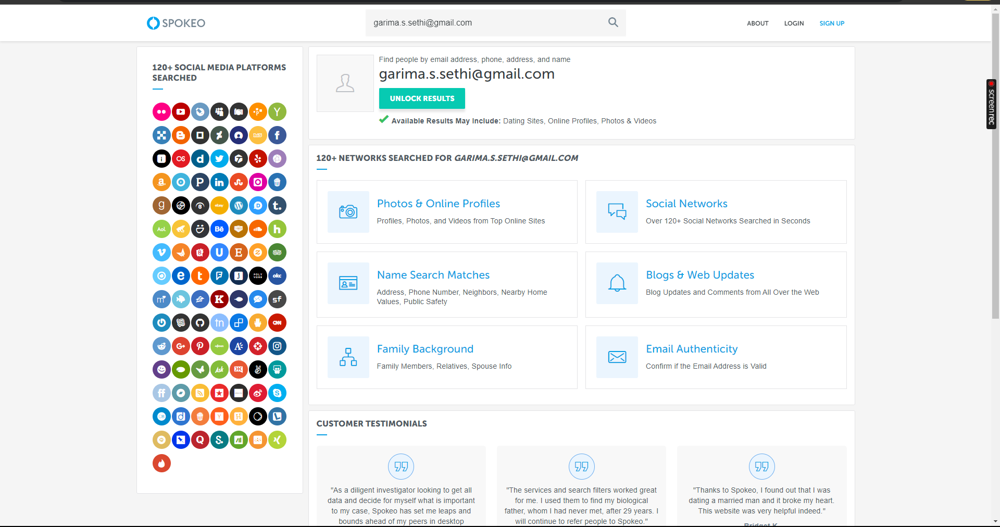 SPOKEO
garima.s.sethi@gmail.com
ABOUT
LOGIN
SIGN UP
120+ SOCIAL MEDIA PLATFORMS
SEARCHED
Find people by email address, phone, address, and name
garima.s.sethi@gmail.com
UNLOCK RESULTS
Available Results May Include: Dating Sites, Online Profiles, Photos & Videos
screenrec
120+ NETWORKS SEARCHED FOR GARIMA.S.SETHI@GMAIL.COM
Photos & Online Profiles
Profiles, Photos, and Videos from Top Online Sites
Social Networks
Over 120+ Social Networks Searched in Seconds
Name Search Matches
Address, Phone Number, Neighbors, Nearby Home
Values, Public Safety
Blogs & Web Updates
Blog Updates and Comments from All Over the Web
Family Background
Family Members, Relatives, Spouse Info
Email Authenticity
Confirm if the Email Address is Valid
CUSTOMER TESTIMONIALS
"As a diligent investigator looking to get all
data and decide for myself what is important
to my case, Spokeo has set me leaps and
bounds ahead of my peers in desktop
"The services and search filters worked great
for me. I used them to find my biological
father, whom I had never met, after 29 years. I
will continue to refer people to Spokeo."
"Thanks to Spokeo, I found out that I was
dating a married man and it broke my heart.
This website was very helpful indeed."
Bridget K